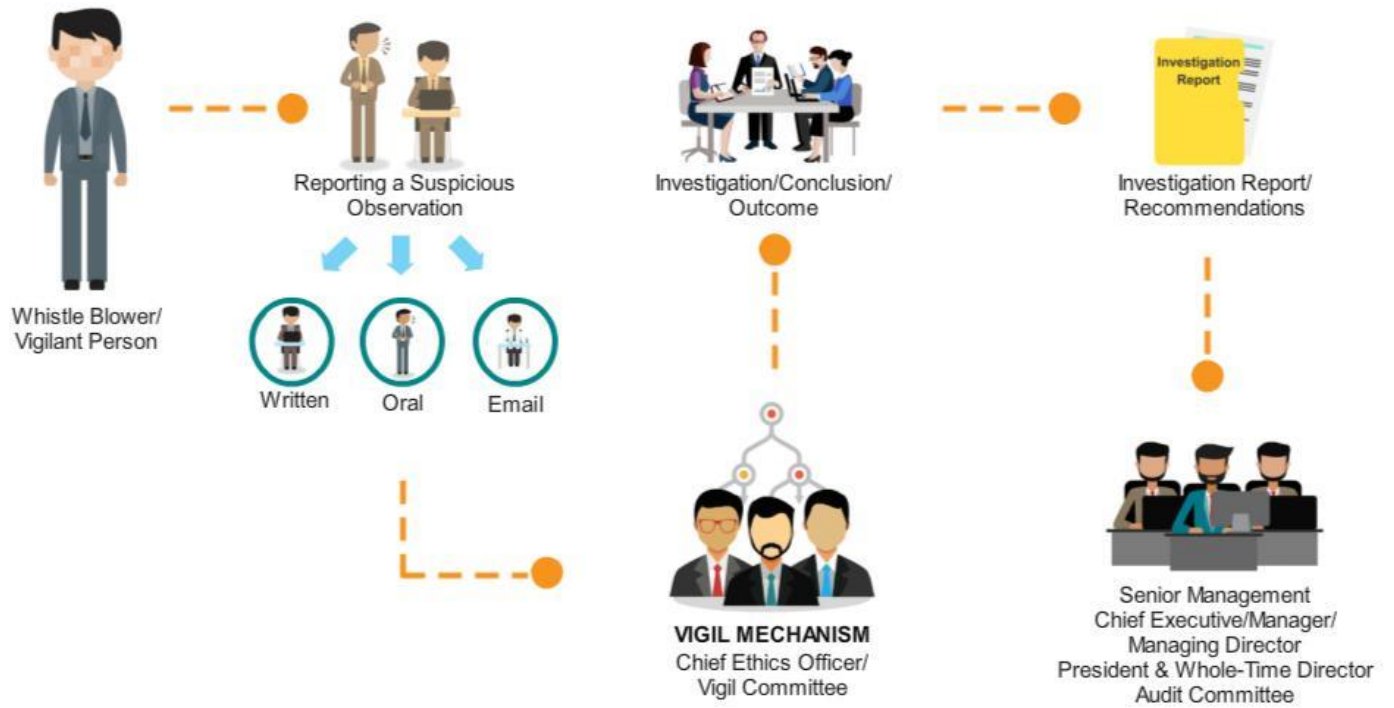 Whistle Blower/
Vigilant Person
Reporting a Suspicious
Observation
Written
Oral
Email
VIGIL MECHANISM
Chief Ethics Officer/
Vigil Committee
Investigation/Conclusion/
Outcome
Investigation
Report
Investigation Report/
Recommendations
Senior Management
Chief Executive/Manager/
Managing Director
President & Whole-Time Director
Audit Committee